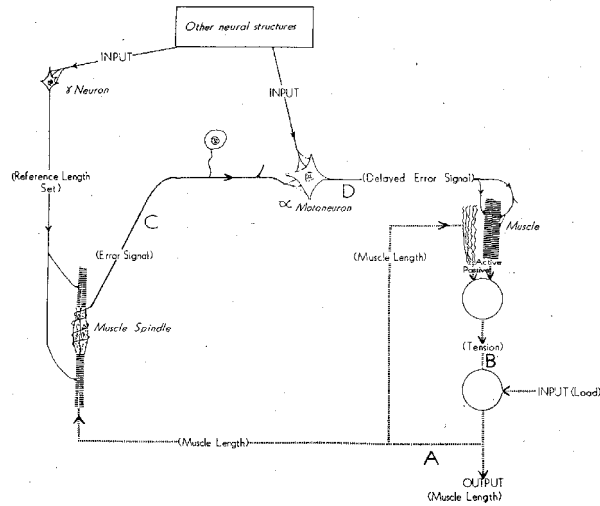 Other neural structures
INPUT
γ Neuron
INPUT
(Reference Length
Set)
(Delayed Error Signal)
D
∝ Motoneuron
C
Muscle
(Error Signal)
(Muscle Length)
Active
Passive
Muscle Spindle
(Tension)
B
INPUT (Load)
(Muscle Length)
A
OUTPUT
(Muscle Length)